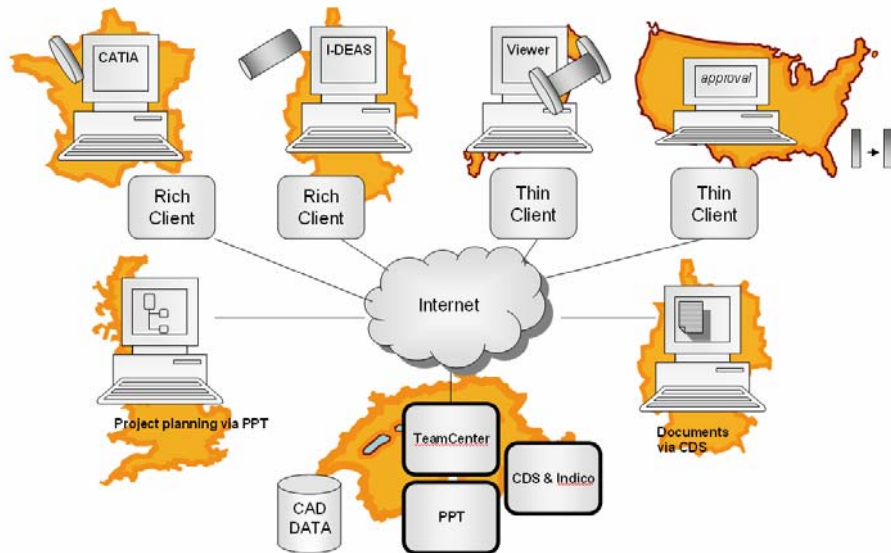 CATIA
I-DEAS
Viewer
approval
Rich
Client
Rich
Client
Thin
Client
Thin
Client
Internet
Project planning via PPT
Documents
via CDS
TeamCenter
CDS & Indico
CAD
DATA
PPT